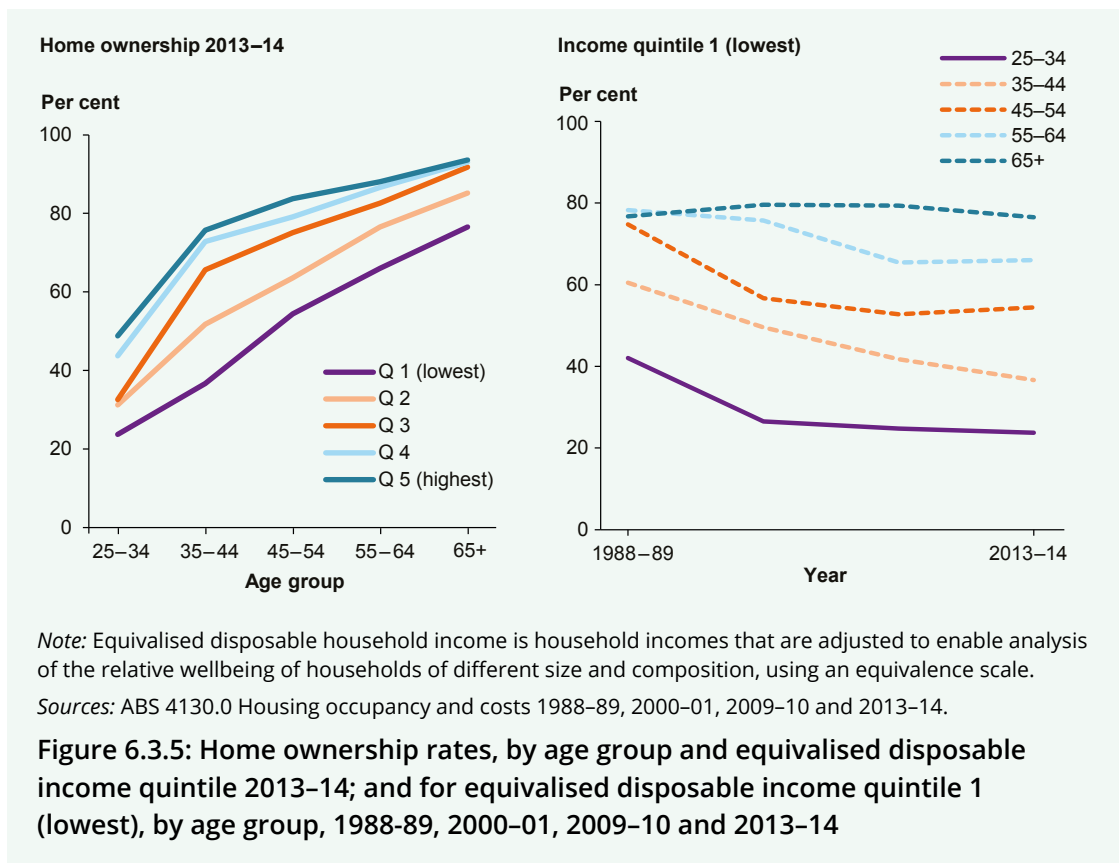 Home ownership 2013–14
Per cent
100
80
60
40
20
0
25–34
35–44
45–54
55–64
65+
Age group
Q 1 (lowest)
Q 2
Q 3
Q 4
Q 5 (highest)
Income quintile 1 (lowest)
Per cent
100
80
60
40
20
0
1988–89
2013–14
Year
25–34
35–44
45–54
55–64
65+
Note: Equivalised disposable household income is household incomes that are adjusted to enable analysis
of the relative wellbeing of households of different size and composition, using an equivalence scale.
Sources: ABS 4130.0 Housing occupancy and costs 1988–89, 2000–01, 2009–10 and 2013–14.
Figure 6.3.5: Home ownership rates, by age group and equivalised disposable
income quintile 2013–14; and for equivalised disposable income quintile 1
(lowest), by age group, 1988-89, 2000–01, 2009–10 and 2013–14